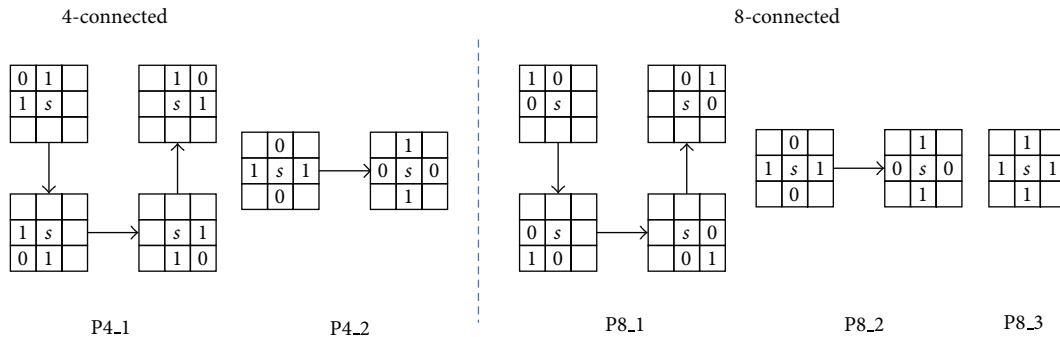 4-connected
8-connected
0 1
1 s
1 0
s 1
1 0
0 s
0 1
s 0
0
1 s 1
0
1
0 s 0
1
0
1 s 1
0
1
0 s 0
1
1
1 s 1
1
1 s
0 1
s 1
1 0
0 s
1 0
s 0
0 1
P4_1
P4_2
P8_1
P8_2
P8_3